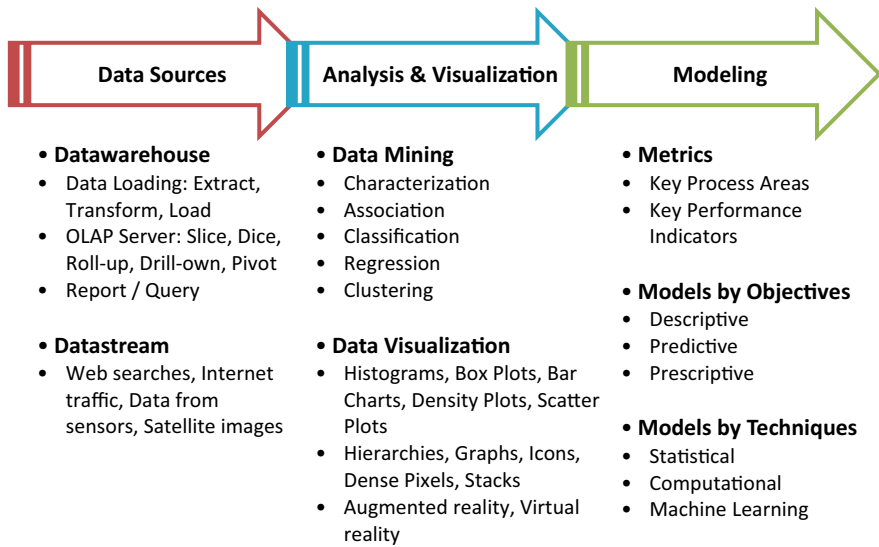 Data Sources
Analysis & Visualization
Modeling
• Datawarehouse
• Data Loading: Extract,
Transform, Load
• OLAP Server: Slice, Dice,
Roll-up, Drill-own, Pivot
• Report / Query
• Datastream
• Web searches, Internet
traffic, Data from
sensors, Satellite images
• Data Mining
• Characterization
• Association
• Classification
• Regression
• Clustering
• Data Visualization
• Histograms, Box Plots, Bar
Charts, Density Plots, Scatter
Plots
• Hierarchies, Graphs, Icons,
Dense Pixels, Stacks
• Augmented reality, Virtual
reality
• Metrics
• Key Process Areas
• Key Performance
Indicators
• Models by Objectives
• Descriptive
• Predictive
• Prescriptive
• Models by Techniques
• Statistical
• Computational
• Machine Learning